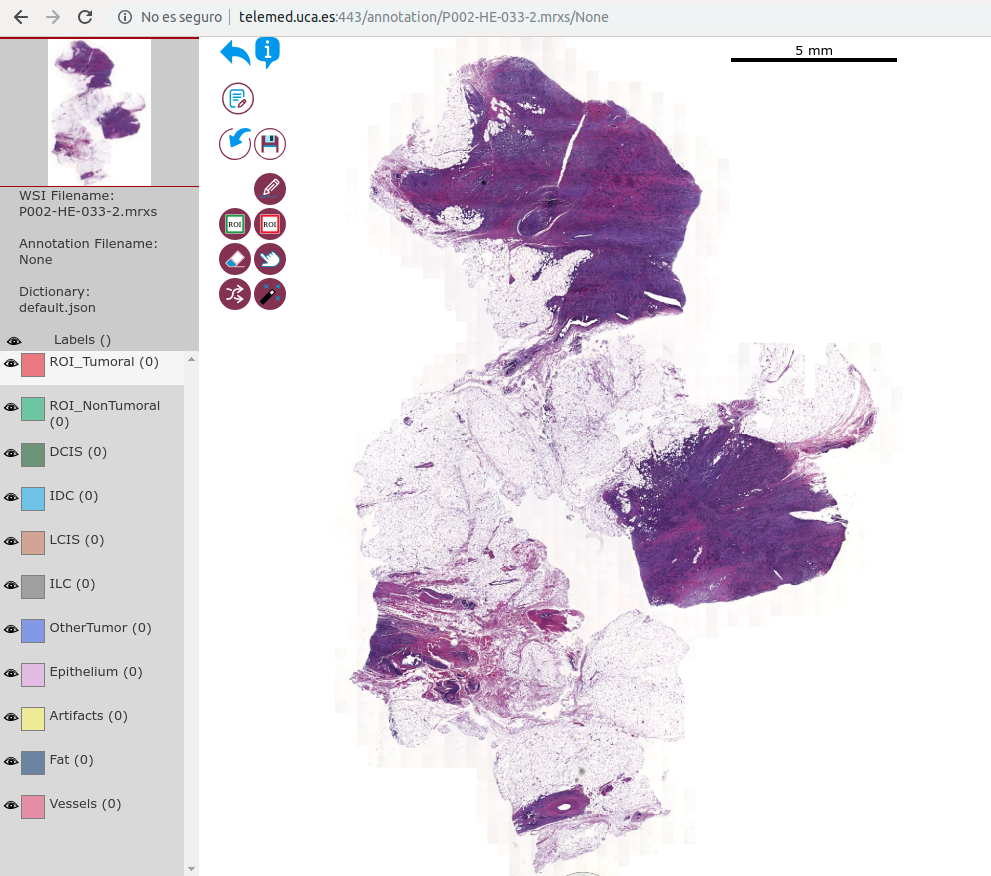 No es seguro
telemed.uca.es:443/annotation/P002-HE-033-2.mrxs/None
5 mm
WSI Filename:
P002-HE-033-2.mrxs
Annotation Filename:
None
Dictionary:
default.json
Labels ()
ROI_Tumoral (0)
ROI_NonTumoral
(0)
DCIS (0)
IDC (0)
LCIS (0)
ILC (0)
OtherTumor (0)
Epithelium (0)
Artifacts (0)
Fat (0)
Vessels (0)
ROI
ROI